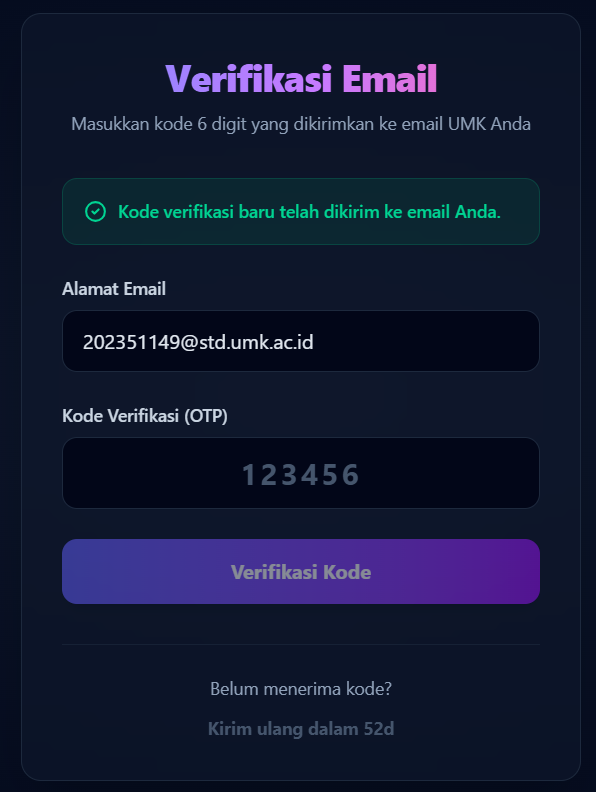 Verifikasi Email
Masukkan kode 6 digit yang dikirimkan ke email UMK Anda
Kode verifikasi baru telah dikirim ke email Anda.
Alamat Email
202351149@std.umk.ac.id
Kode Verifikasi (OTP)
123456
Verifikasi Kode
Belum menerima kode?
Kirim ulang dalam 52d